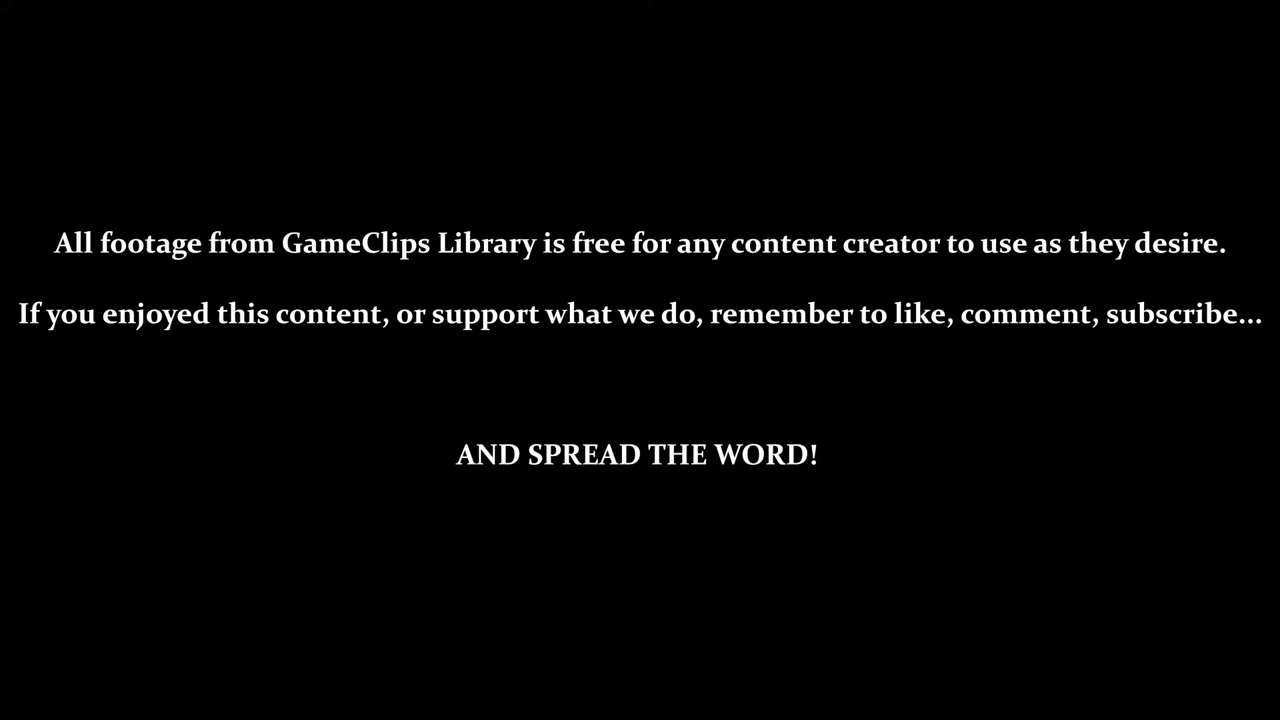 All footage from GameClips Library is free for any content creator to use as they desire.
If you enjoyed this content, or support what we do, remember to like, comment, subscribe...
AND SPREAD THE WORD!